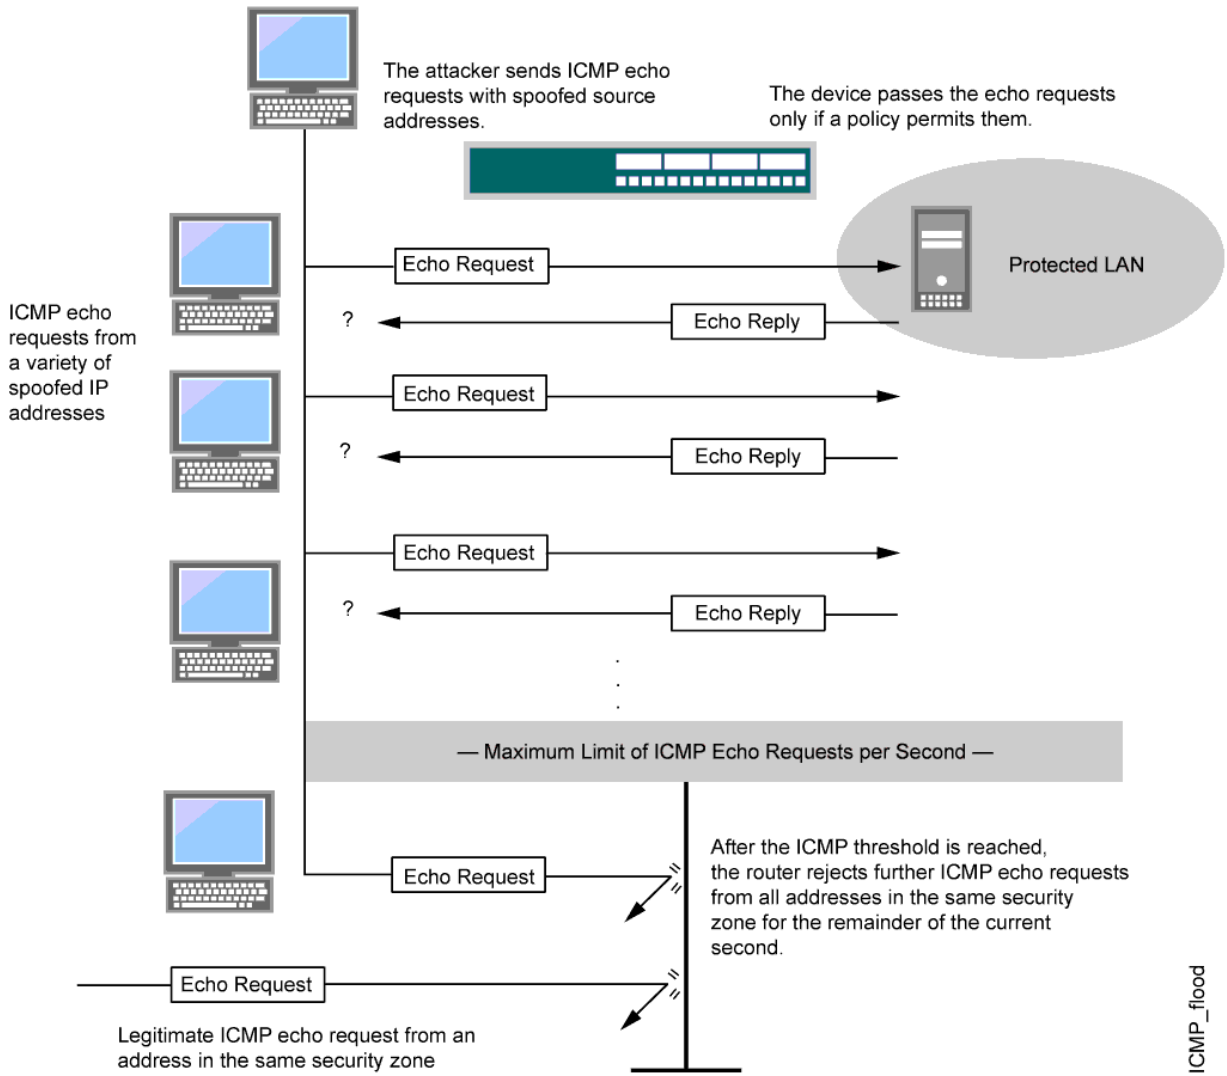 The attacker sends ICMP echo
requests with spoofed source
addresses.
The device passes the echo requests
only if a policy permits them.
ICMP echo
requests from
a variety of
spoofed IP
addresses
Echo Request
Protected LAN
?
Echo Reply
Echo Request
?
Echo Reply
Echo Request
?
Echo Reply
.
.
.
— Maximum Limit of ICMP Echo Requests per Second —
Echo Request
After the ICMP threshold is reached,
the router rejects further ICMP echo requests
from all addresses in the same security
zone for the remainder of the current
second.
Echo Request
Legitimate ICMP echo request from an
address in the same security zone
ICMP_flood